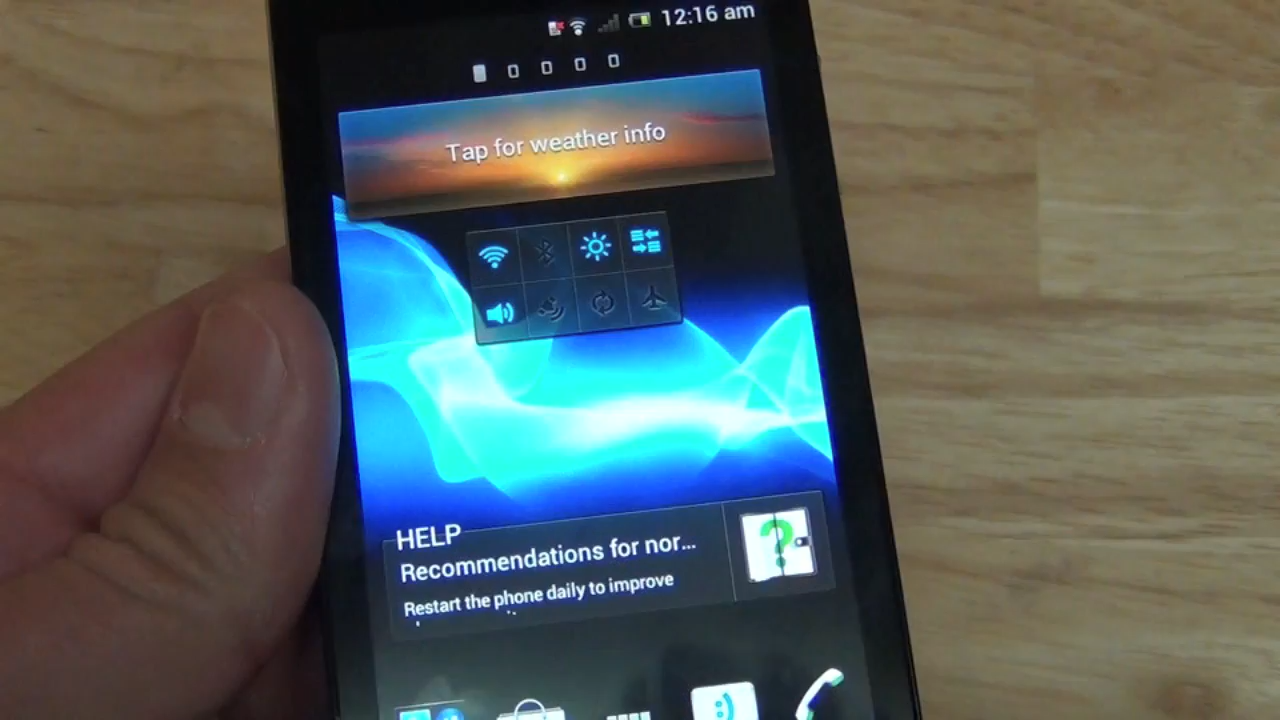 12:16 am
Tap for weather info
HELP
Recommendations for nor...
Restart the phone daily to improve